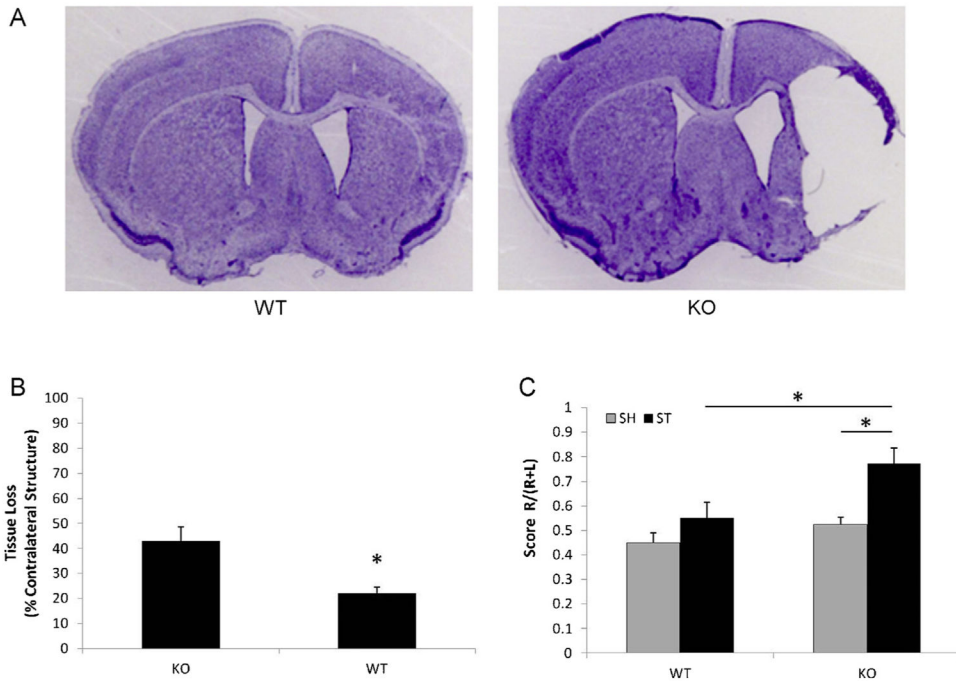 A
WT
KO
B
Tissue Loss
(% Contralateral Structure)
100
90
80
70
60
50
40
30
20
10
0
*
KO
WT
C
Score R/(R+L)
1
0.9
0.8
0.7
0.6
0.5
0.4
0.3
0.2
0.1
0
SH
ST
*
*
WT
KO